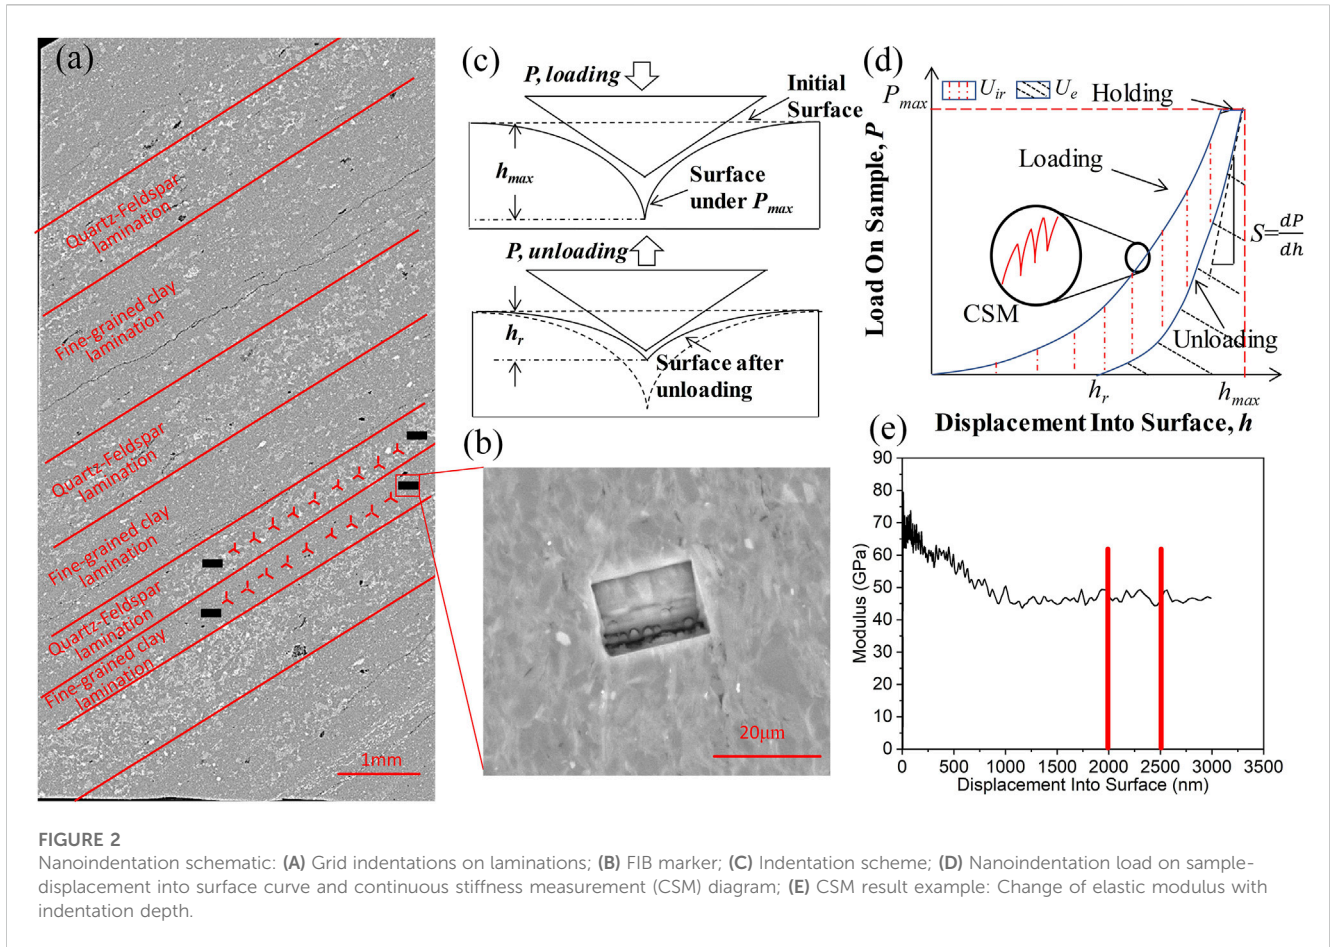 (a)
Quartz-Feldspar
lamination
Fine-grained clay
lamination
Quartz-Feldspar
lamination
Fine-grained clay
lamination
Quartz-Feldspar
lamination
Fine-grained clay
lamination
1mm
(c)
P, loading
Initial
Surface
h_max
Surface
under P_max
P, unloading
h_r
Surface after
unloading
(b)
20μm
(d)
P_max
U_ir
U_e
Holding
Loading
S=dP/dh
CSM
Unloading
h_r
h_max
Load On Sample, P
Displacement Into Surface, h
(e)
90
80
70
60
50
40
30
20
10
0
Modulus (GPa)
0 500 1000 1500 2000 2500 3000 3500
Displacement Into Surface (nm)
FIGURE 2
Nanoindentation schematic: (A) Grid indentations on laminations; (B) FIB marker; (C) Indentation scheme; (D) Nanoindentation load on sample-
displacement into surface curve and continuous stiffness measurement (CSM) diagram; (E) CSM result example: Change of elastic modulus with
indentation depth.